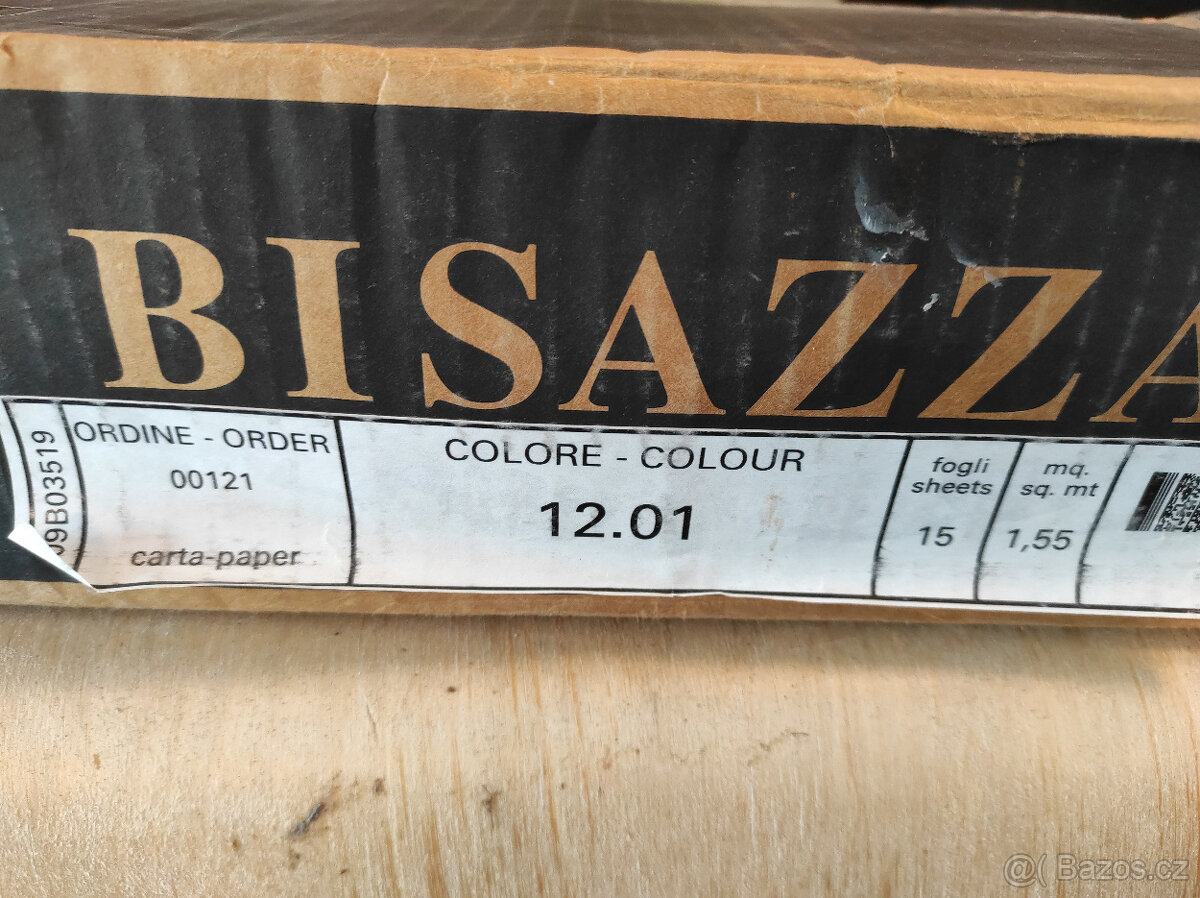 BISAZZA
09B03519
ORDINE - ORDER
00121
carta-paper
COLORE - COLOUR
12.01
fogli
sheets
15
mq.
sq. mt
1,55
@( Bazos.cz